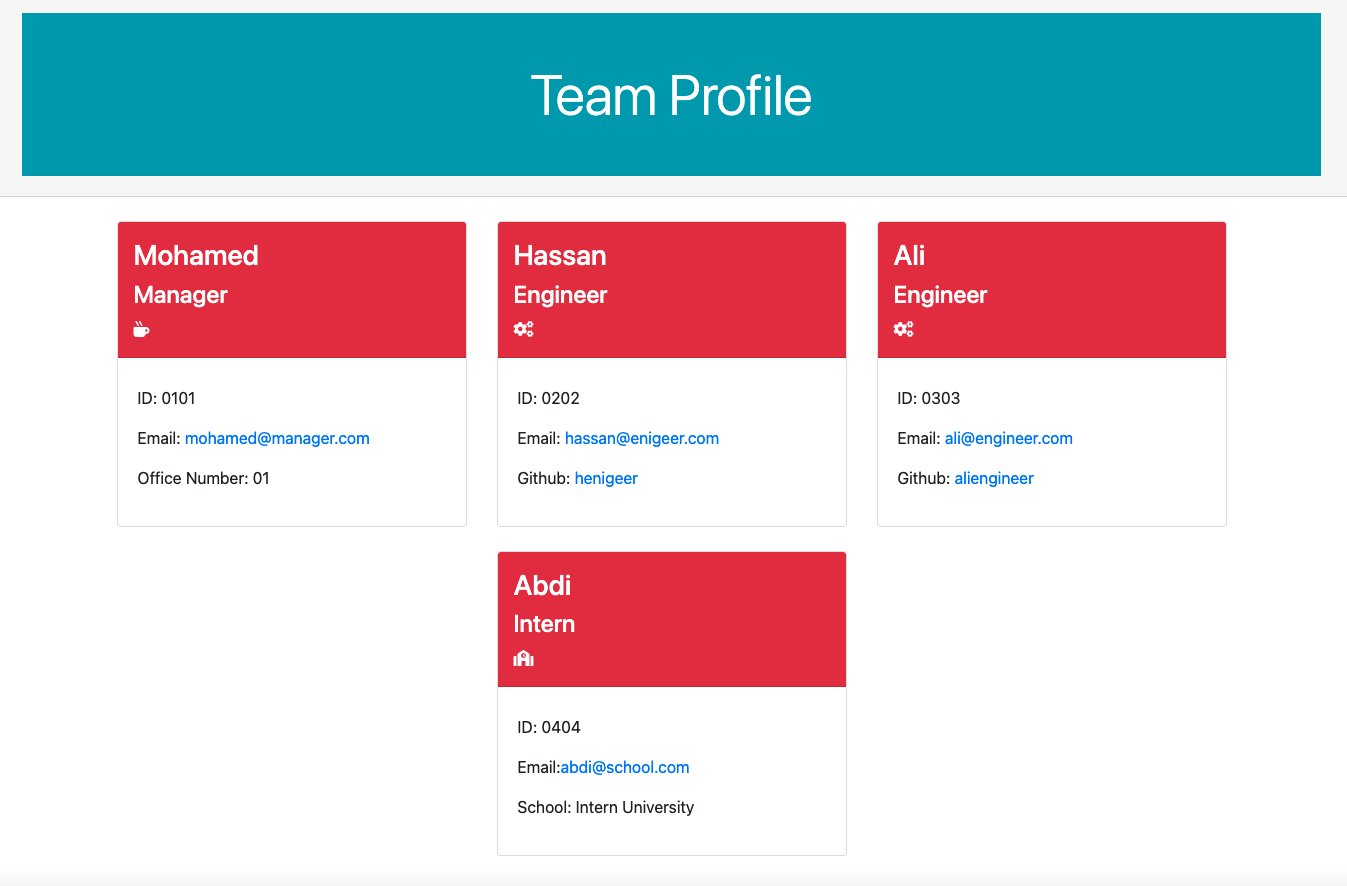 Team Profile
Mohamed
Manager
ID: 0101
Email: mohamed@manager.com
Office Number: 01
Hassan
Engineer
ID: 0202
Email: hassan@enigeer.com
Github: henigeer
Ali
Engineer
ID: 0303
Email: ali@engineer.com
Github: aliengineer
Abdi
Intern
ID: 0404
Email:abdi@school.com
School: Intern University